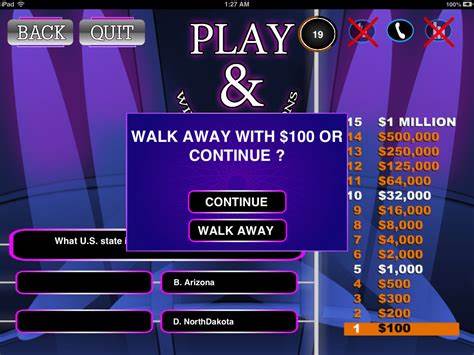 iPad 1:27 AM 100%
BACK QUIT PLAY 19
&
WALK AWAY WITH $100 OR
CONTINUE ?
CONTINUE
WALK AWAY
What U.S. state i
B. Arizona
D. NorthDakota
15 $1 MILLION
14 $500,000
13 $250,000
12 $125,000
11 $64,000
10 $32,000
9 $16,000
8 $8,000
7 $4,000
6 $2,000
5 $1,000
4 $500
3 $300
2 $200
1 $100